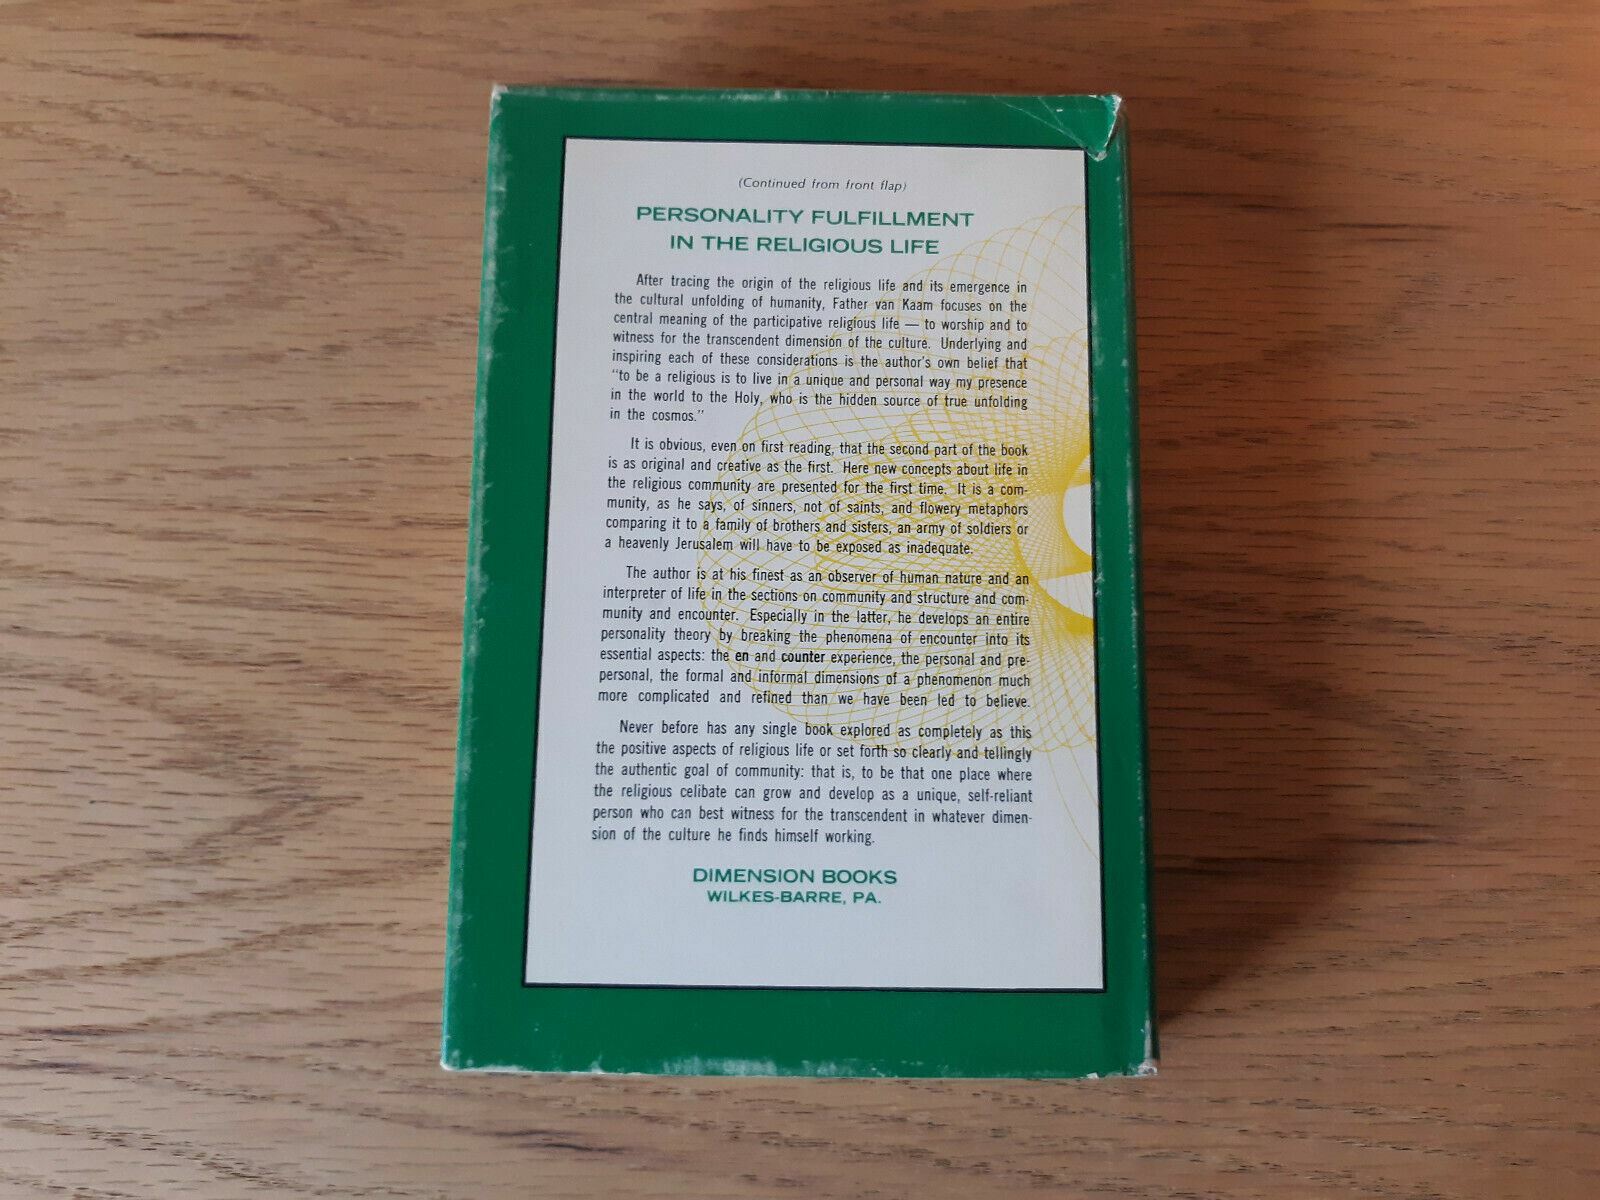 (Continued from front flap)
PERSONALITY FULFILLMENT
IN THE RELIGIOUS LIFE
After tracing the origin of the religious life and its emergence in
the cultural unfolding of humanity, Father van Kaam focuses on the
central meaning of the participative religious life — to worship and to
witness for the transcendent dimension of the culture. Underlying and
inspiring each of these considerations is the author's own belief that
"to be a religious is to live in a unique and personal way my presence
in the world to the Holy, who is the hidden source of true unfolding
in the cosmos."
It is obvious, even on first reading, that the second part of the book
is as original and creative as the first. Here new concepts about life in
the religious community are presented for the first time. It is a com-
munity, as he says, of sinners, not of saints, and flowery metaphors
comparing it to a family of brothers and sisters, an army of soldiers or
a heavenly Jerusalem will have to be exposed as inadequate.
The author is at his finest as an observer of human nature and an
interpreter of life in the sections on community and structure and com-
munity and encounter. Especially in the latter, he develops an entire
personality theory by breaking the phenomena of encounter into its
essential aspects: the en and counter experience, the personal and pre-
personal, the formal and informal dimensions of a phenomenon much
more complicated and refined than we have been led to believe.
Never before has any single book explored as completely as this
the positive aspects of religious life or set forth so clearly and tellingly
the authentic goal of community: that is, to be that one place where
the religious celibate can grow and develop as a unique, self-reliant
person who can best witness for the transcendent in whatever dimen-
sion of the culture he finds himself working.
DIMENSION BOOKS
WILKES-BARRE, PA.